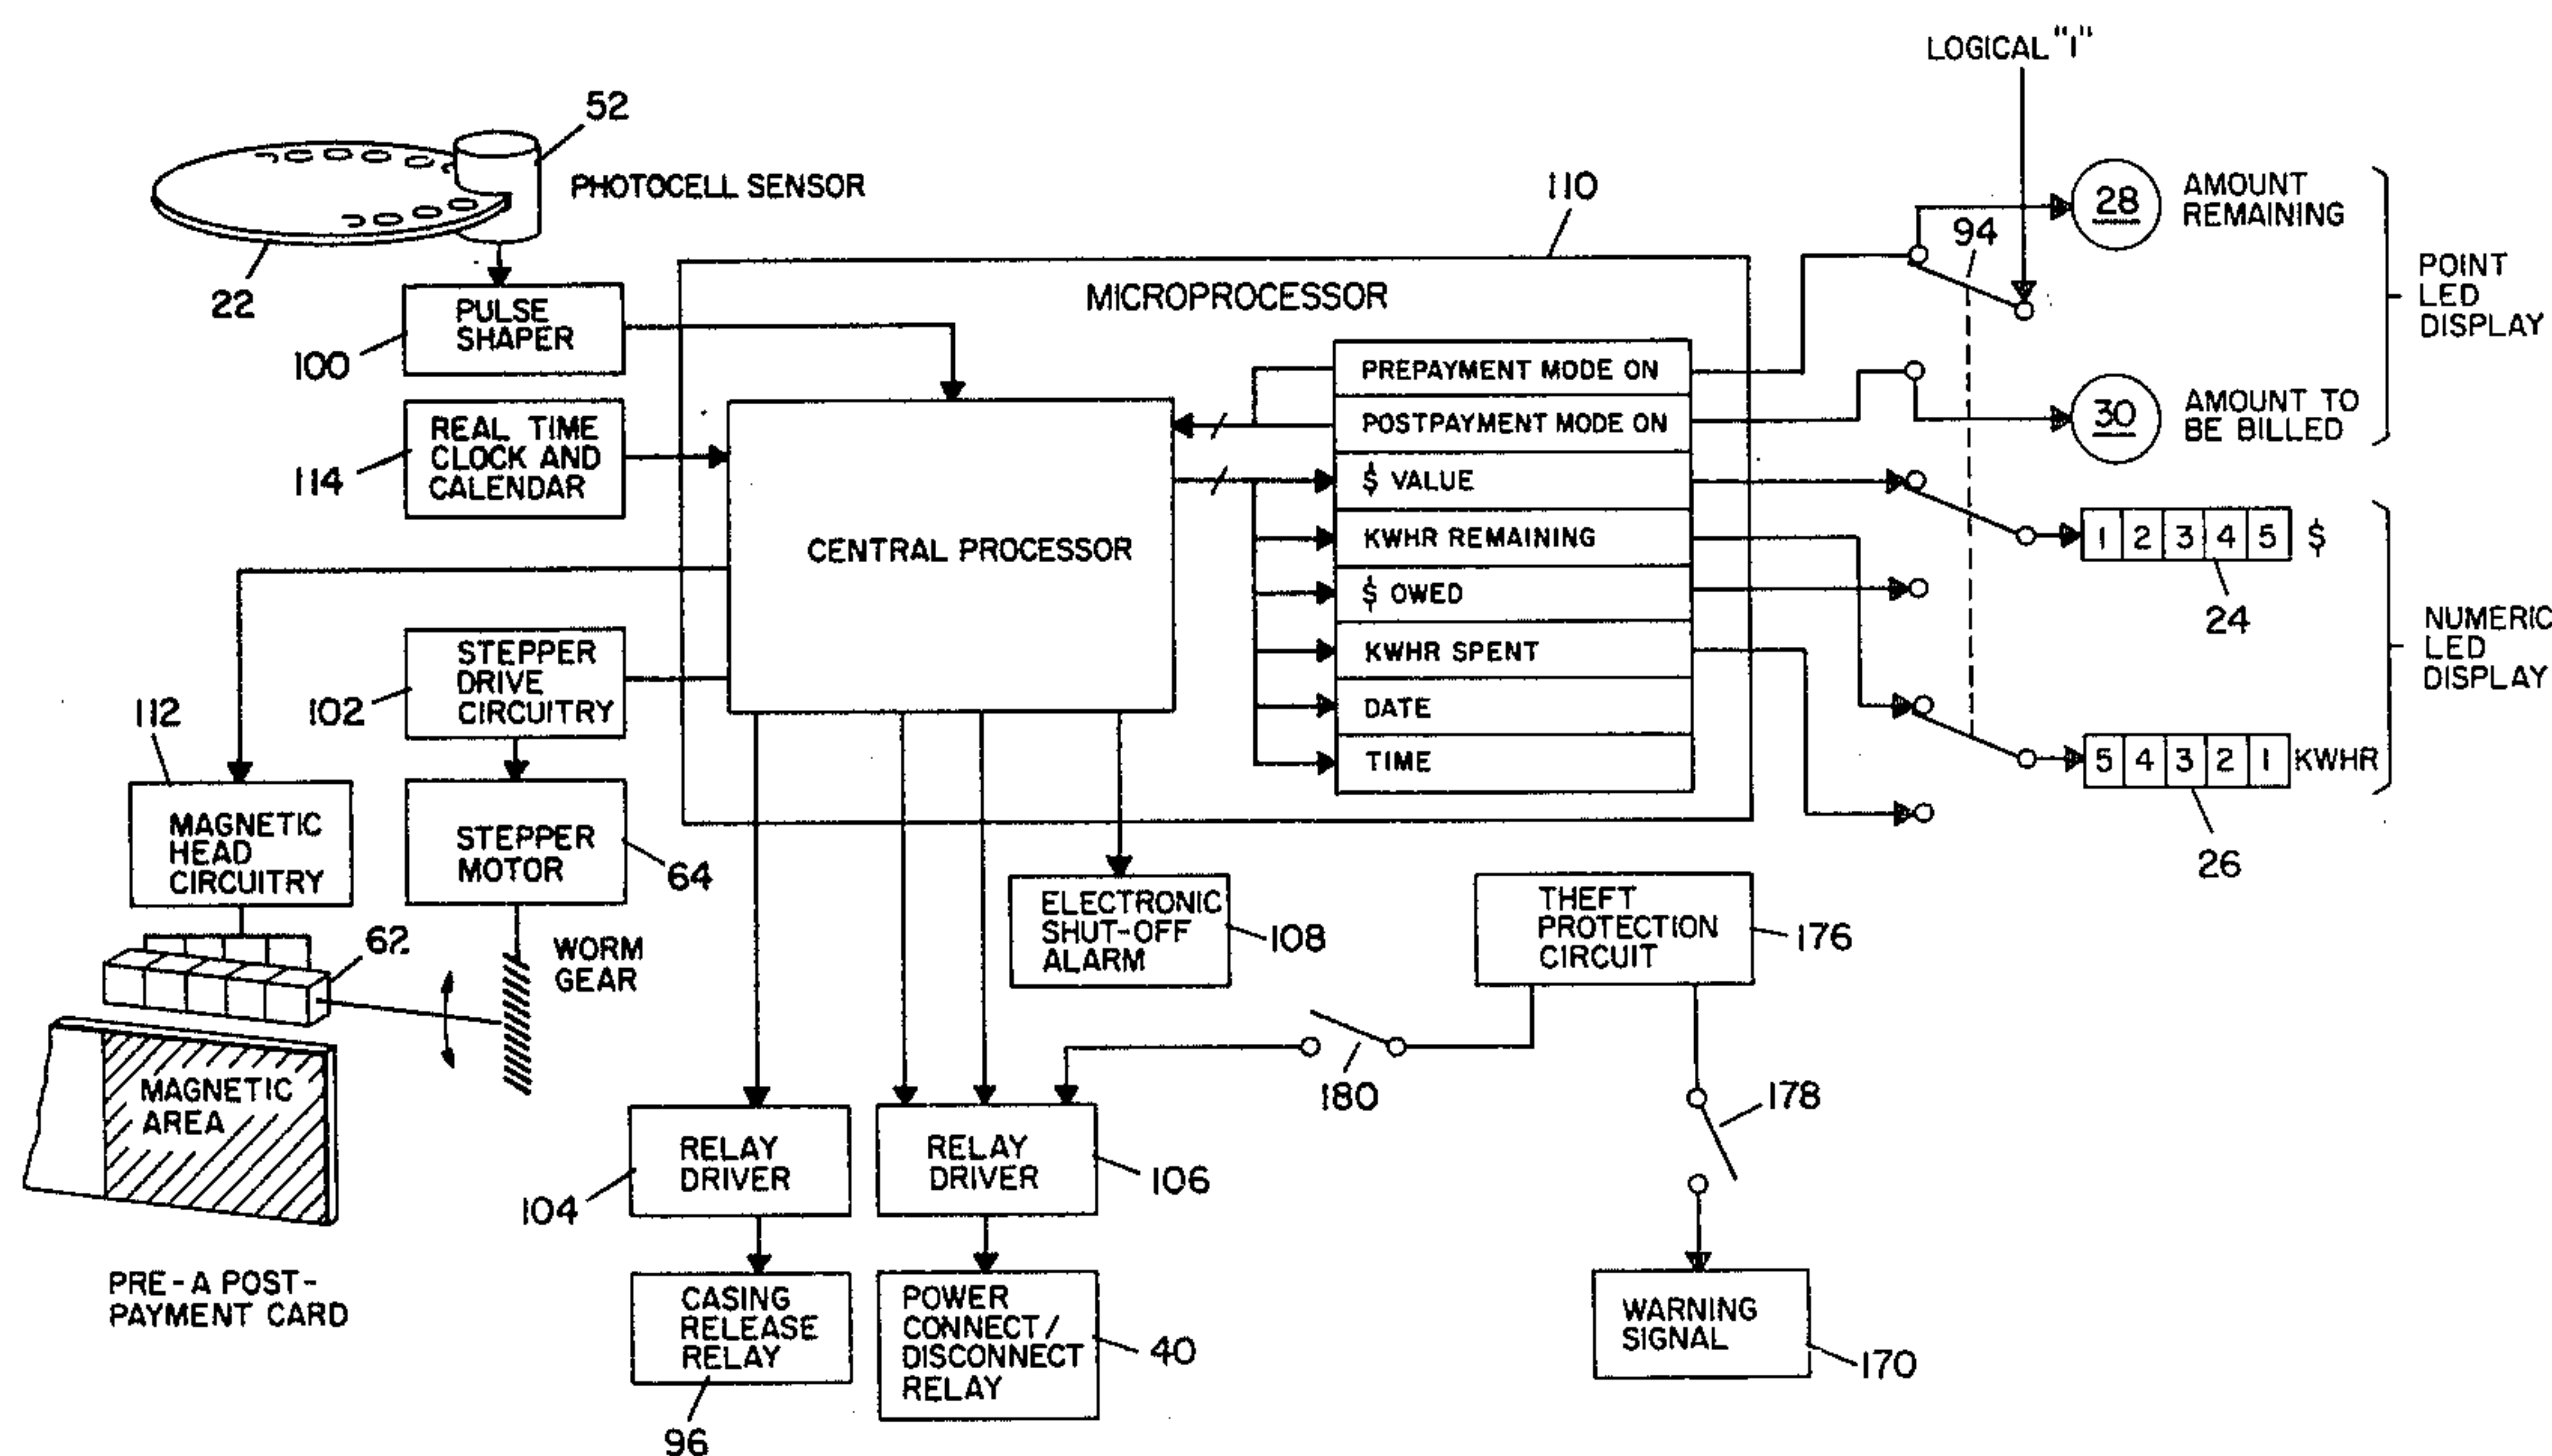 LOGICAL "1"
52
PHOTOCELL SENSOR
22
110
28
AMOUNT
REMAINING
94
POINT
LED
DISPLAY
PULSE
SHAPER
100
MICROPROCESSOR
PREPAYMENT MODE ON
POSTPAYMENT MODE ON
$ VALUE
KWHR REMAINING
$ OWED
KWHR SPENT
DATE
TIME
30
AMOUNT TO
BE BILLED
REAL TIME
CLOCK AND
CALENDAR
114
CENTRAL PROCESSOR
1 2 3 4 5 $
24
NUMERIC
LED
DISPLAY
STEPPER
DRIVE
CIRCUITRY
102
112
5 4 3 2 1 KWHR
26
MAGNETIC
HEAD
CIRCUITRY
STEPPER
MOTOR
64
ELECTRONIC
SHUT-OFF
ALARM
108
THEFT
PROTECTION
CIRCUIT
176
62
WORM
GEAR
180
178
MAGNETIC
AREA
RELAY
DRIVER
104
RELAY
DRIVER
106
PRE-A POST-
PAYMENT CARD
CASING
RELEASE
RELAY
96
POWER
CONNECT/
DISCONNECT
RELAY
40
WARNING
SIGNAL
170